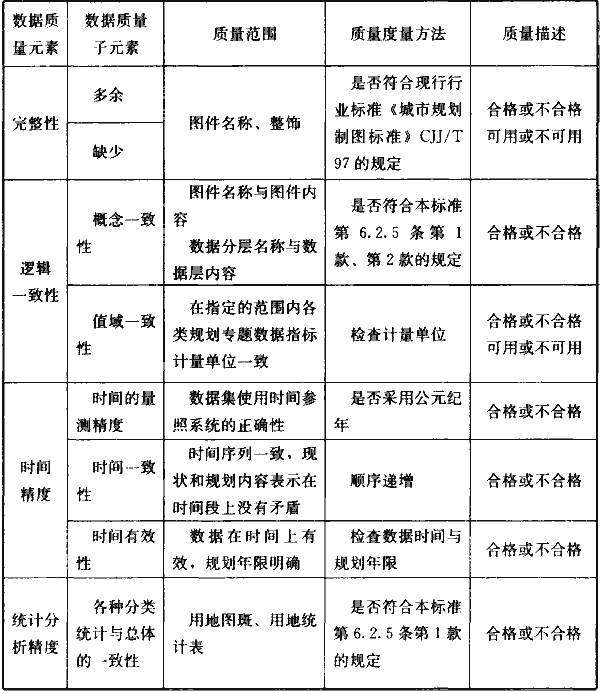 数据质量元素
数据质量子元素
质量范围
质量度量方法
质量描述
完整性
多余
缺少
图件名称、整饰
是否符合现行行
业标准《城市规划
制图标准》CJJ/T
97的规定
合格或不合格
可用或不可用
逻辑
一致性
概念一致
性
图件名称与图件内
容
数据分层名称与数
据层内容
是否符合本标准
第 6.2.5 条第 1
款、第2款的规定
合格或不合格
值域一致
性
在指定的范围内各
类规划专题数据指标
计量单位一致
检查计量单位
合格或不合格
可用或不可用
时间
精度
时间的量
测精度
数据集使用时间参
照系统的正确性
是否采用公元纪
年
合格或不合格
时间一致
性
时间序列一致，现
状和规划内容表示在
时间段上没有矛盾
顺序递增
合格或不合格
时间有效
性
数据在时间上有
效，规划年限明确
检查数据时间与
规划年限
合格或不合格
统计分
析精度
各种分类
统计与总体
的一致性
用地图斑、用地统
计表
是否符合本标准
第6.2.5条第1款
的规定
合格或不合格